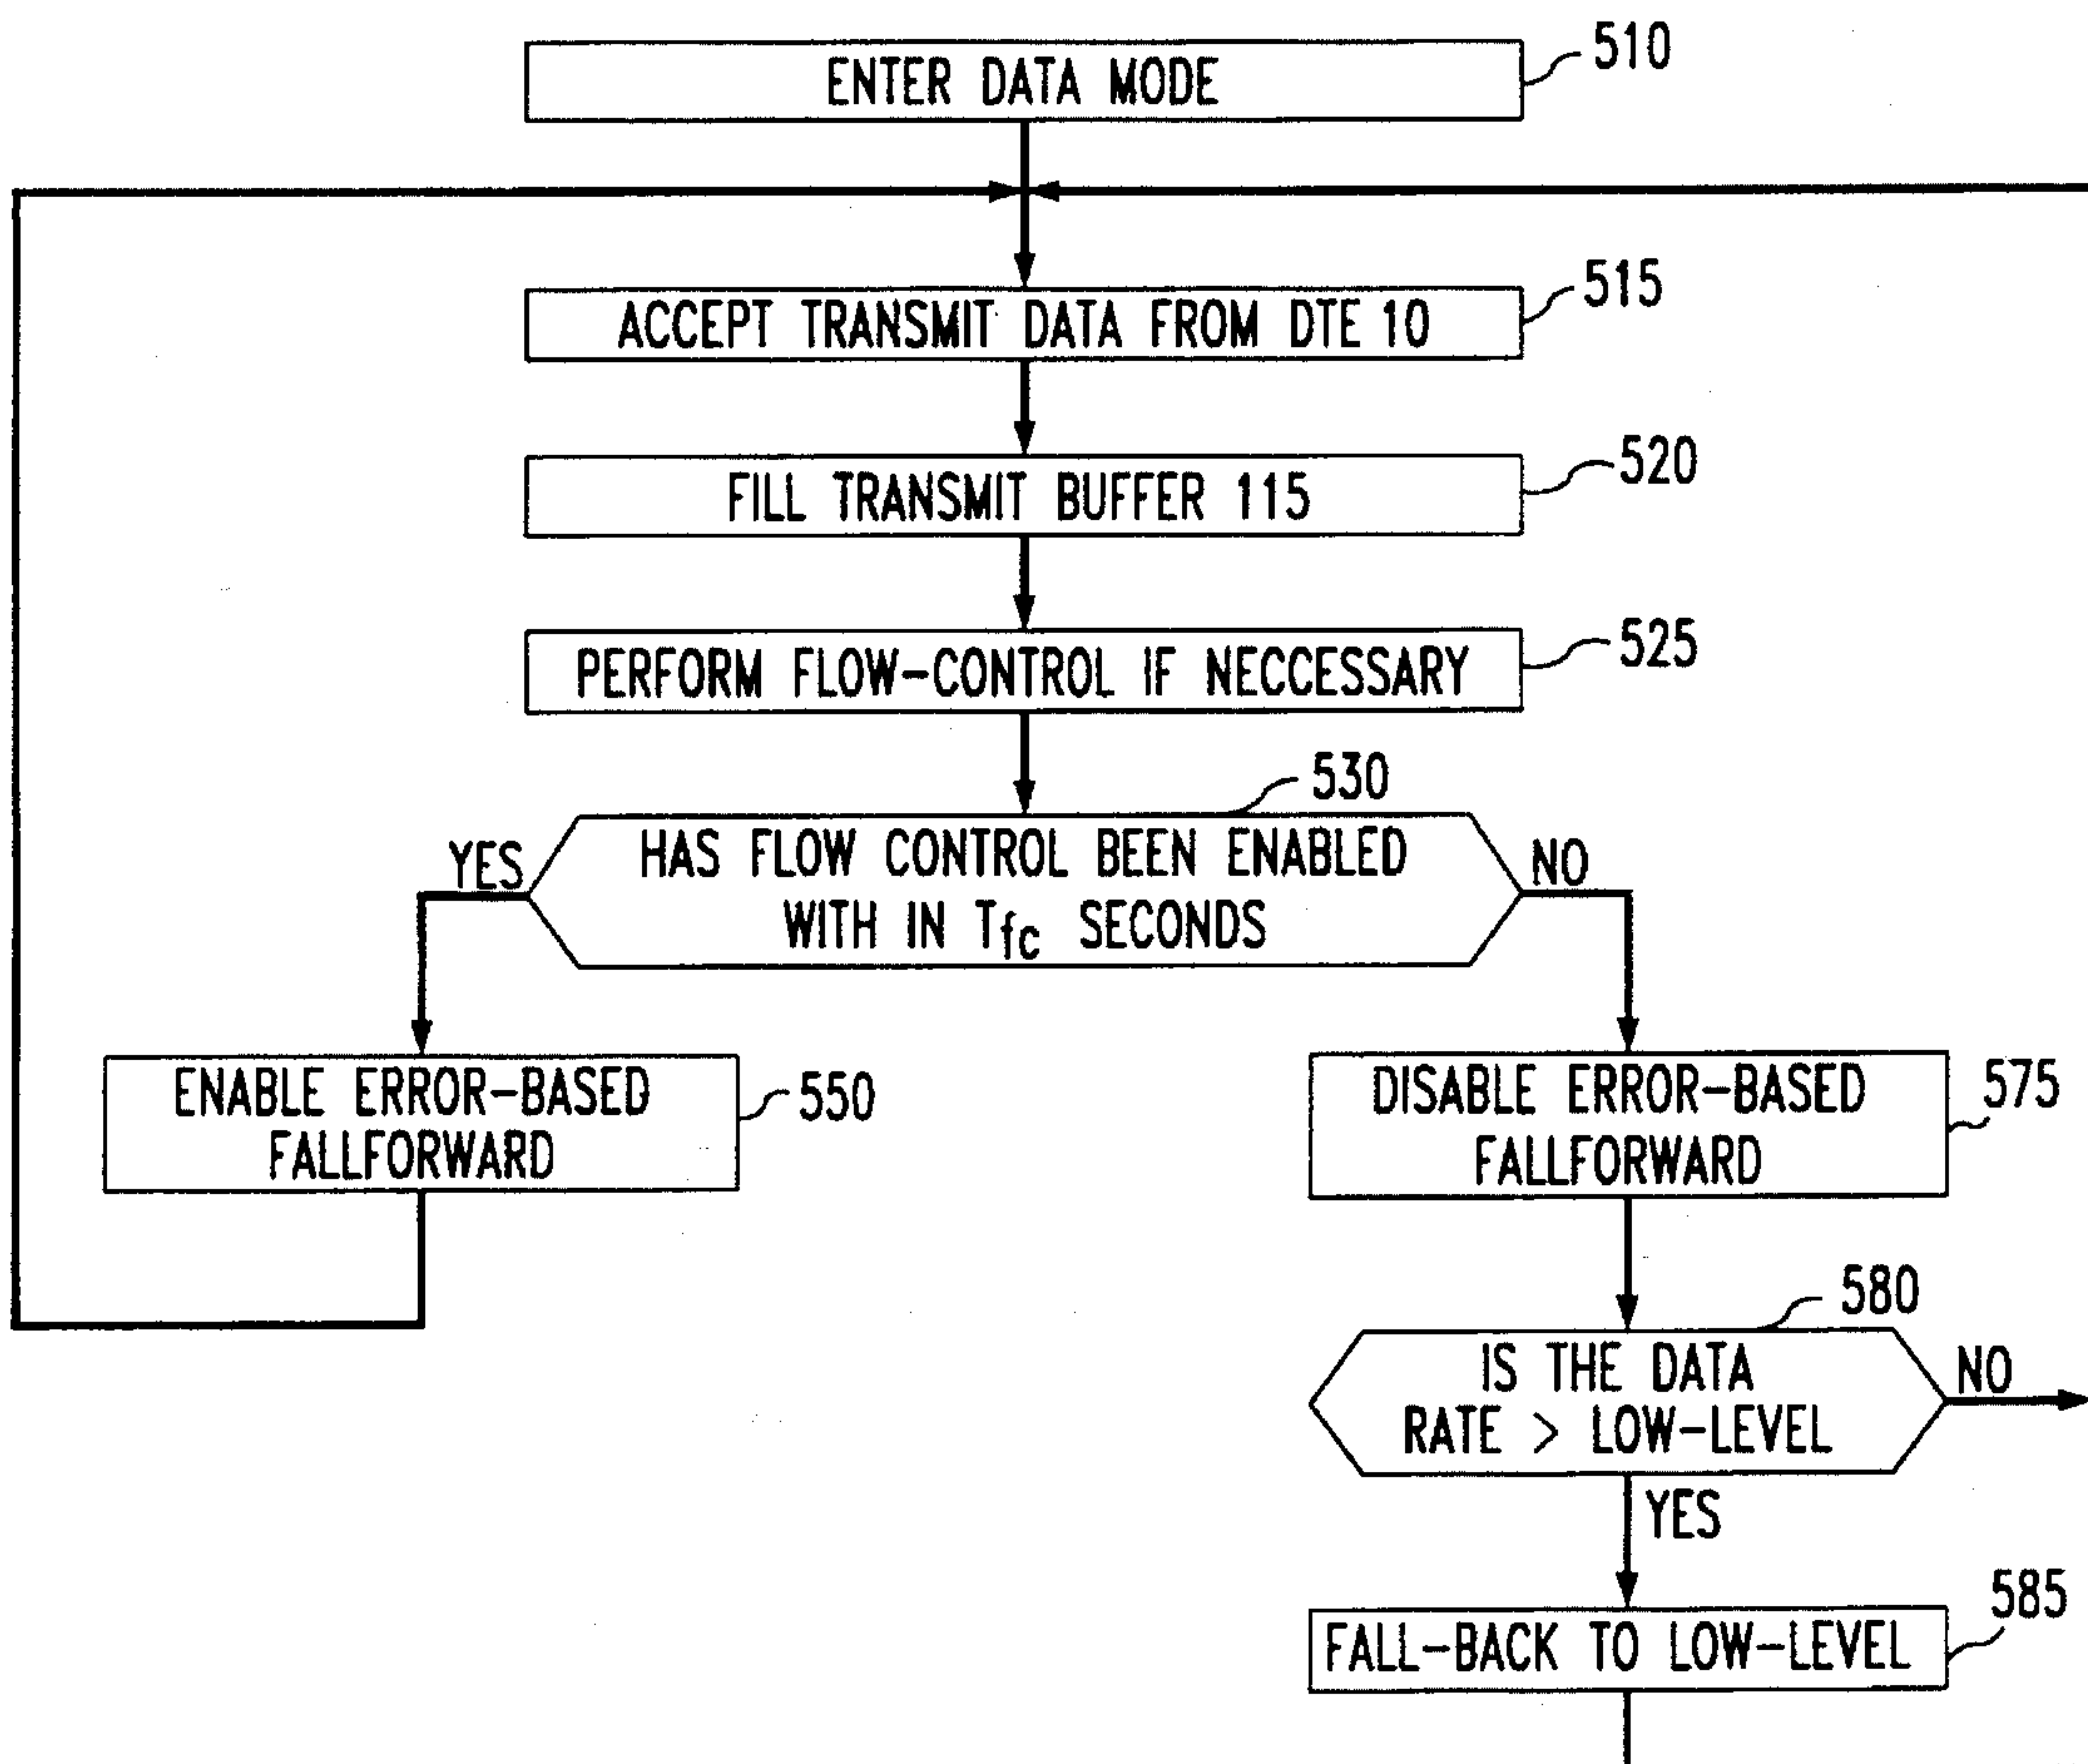 ENTER DATA MODE
510
ACCEPT TRANSMIT DATA FROM DTE 10
515
FILL TRANSMIT BUFFER 115
520
PERFORM FLOW-CONTROL IF NECCESSARY
525
530
YES
HAS FLOW CONTROL BEEN ENABLED
WITH IN Tfc SECONDS
NO
ENABLE ERROR-BASED
FALLFORWARD
550
DISABLE ERROR-BASED
FALLFORWARD
575
580
IS THE DATA
RATE > LOW-LEVEL
NO
YES
FALL-BACK TO LOW-LEVEL
585